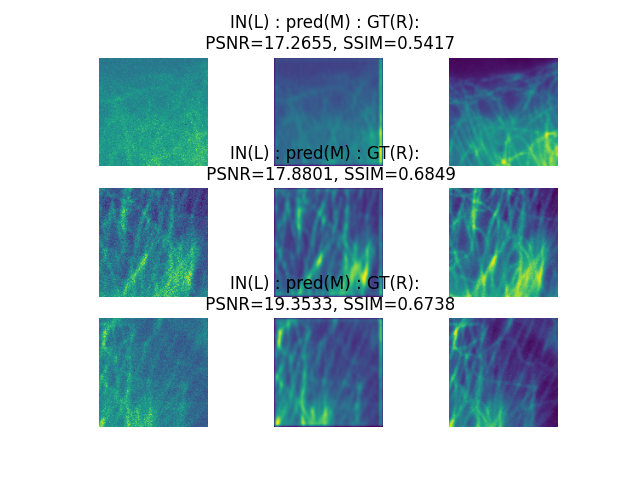 IN(L) : pred(M) : GT(R):
PSNR=17.2655, SSIM=0.5417
IN(L) : pred(M) : GT(R):
PSNR=17.8801, SSIM=0.6849
IN(L) : pred(M) : GT(R):
PSNR=19.3533, SSIM=0.6738